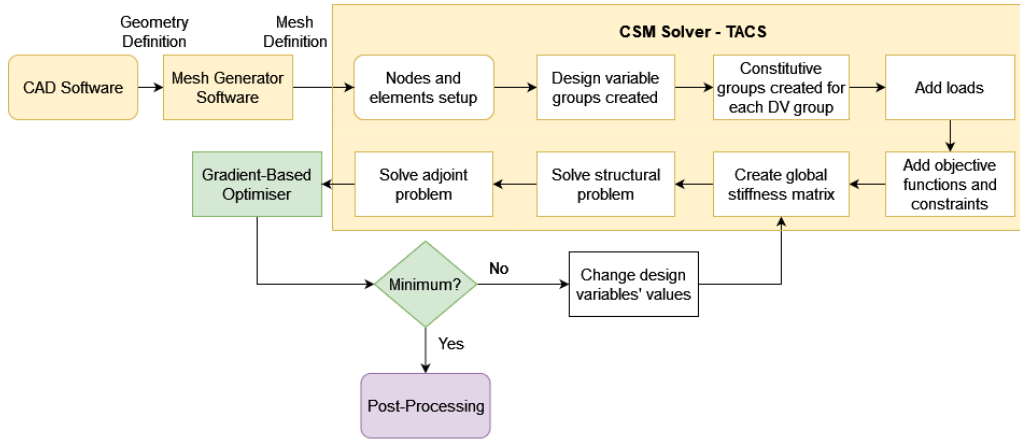 Geometry
Definition
Mesh
Definition
CSM Solver - TACS
CAD Software
Mesh Generator
Software
Nodes and
elements setup
Design variable
groups created
Constitutive
groups created for
each DV group
Add loads
Gradient-Based
Optimiser
Solve adjoint
problem
Solve structural
problem
Create global
stiffness matrix
Add objective
functions and
constraints
Minimum?
No
Change design
variables' values
Yes
Post-Processing